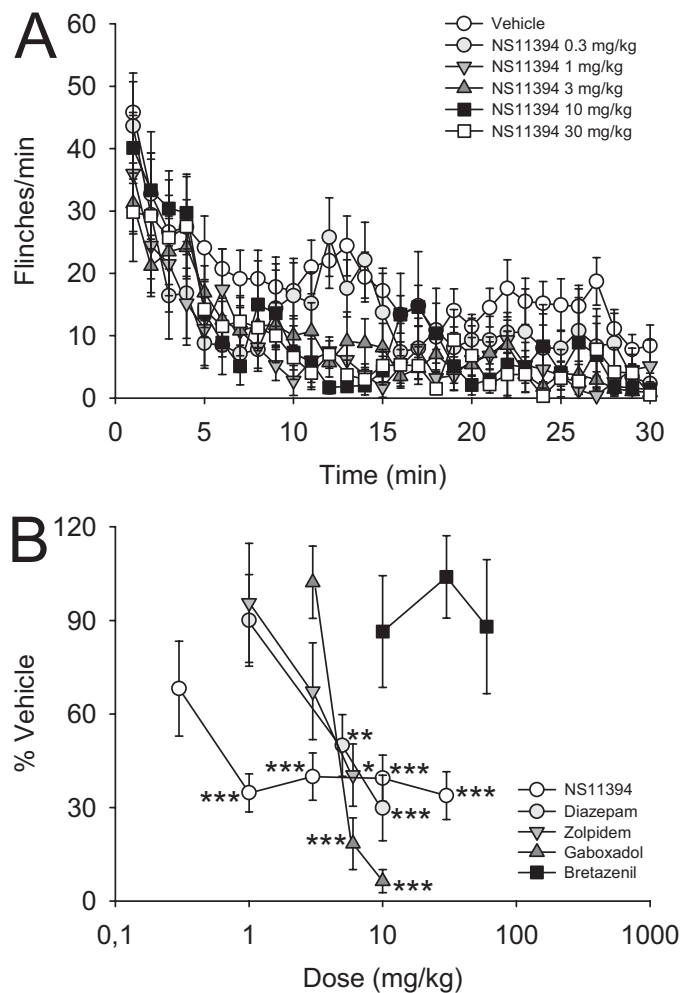 A
60
50
40
30
20
10
0
Flinches/min
Vehicle
NS11394 0.3 mg/kg
NS11394 1 mg/kg
NS11394 3 mg/kg
NS11394 10 mg/kg
NS11394 30 mg/kg
0 5 10 15 20 25 30
Time (min)
B
120
90
60
30
0
% Vehicle
**
***
*
***
***
***
***
***
***
NS11394
Diazepam
Zolpidem
Gaboxadol
Bretazenil
0,1 1 10 100 1000
Dose (mg/kg)